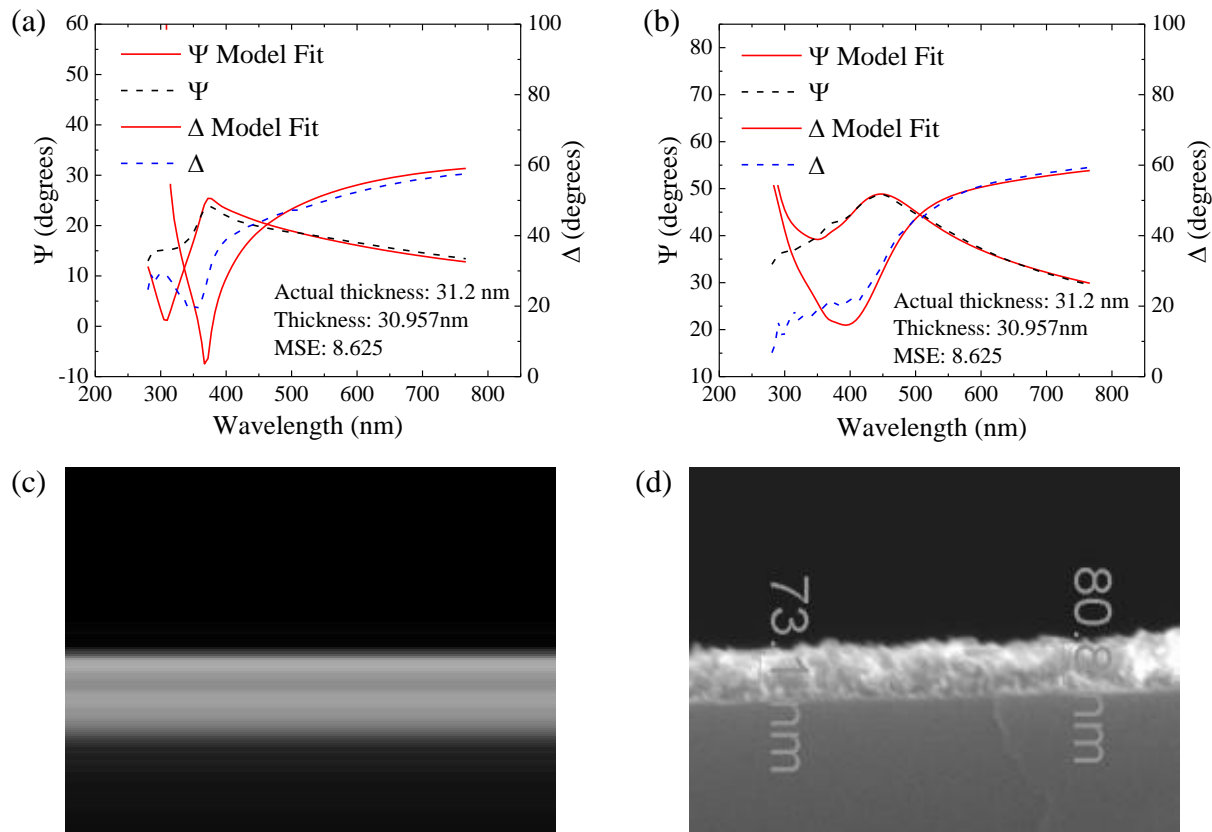 (a)
Ψ Model Fit
Ψ
Δ Model Fit
Δ
Actual thickness: 31.2 nm
Thickness: 30.957nm
MSE: 8.625
60
50
40
30
20
10
0
-10
Ψ (degrees)
100
80
60
40
20
0
Δ (degrees)
200 300 400 500 600 700 800
Wavelength (nm)
(b)
Ψ Model Fit
Ψ
Δ Model Fit
Δ
Actual thickness: 31.2 nm
Thickness: 30.957nm
MSE: 8.625
80
70
60
50
40
30
20
10
Ψ (degrees)
100
80
60
40
20
0
Δ (degrees)
200 300 400 500 600 700 800
Wavelength (nm)
(c)
(d)
73.1 nm
80.8 nm